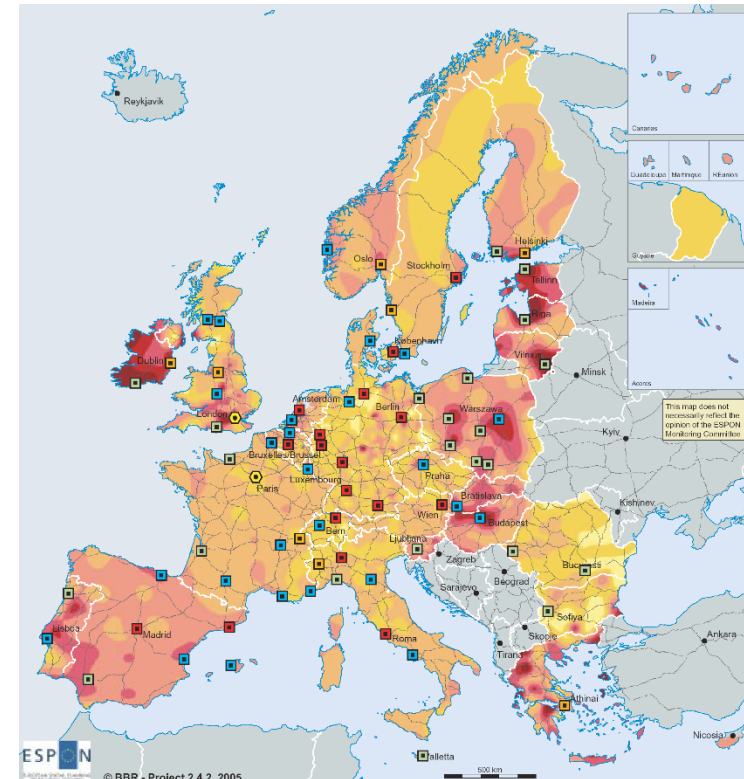 Reykjavik
Canarias
Guadeloupe
Martinique
Réunion
Guyane
Madeira
Acores
This map does not
necessarily reflect the
opinion of the ESPON
Monitoring Committee
Helsinki
Oslo
Stockholm
Tallinn
Riga
København
Vilnius
Minsk
Dublin
London
Amsterdam
Berlin
Warszawa
Kyiv
Bruxelles/Brussel
Luxembourg
Praha
Paris
Kishinev
Wien
Bratislava
Budapest
Bern
Ljubljana
Zagreb
Bucuresti
Beograd
Sarajevo
Sofiya
Skopje
Tirana
Ankara
Lisboa
Madrid
Roma
Athinai
Nicosia
Valletta
ESPON
500 km
© BBR - Project 2.4.2, 2005